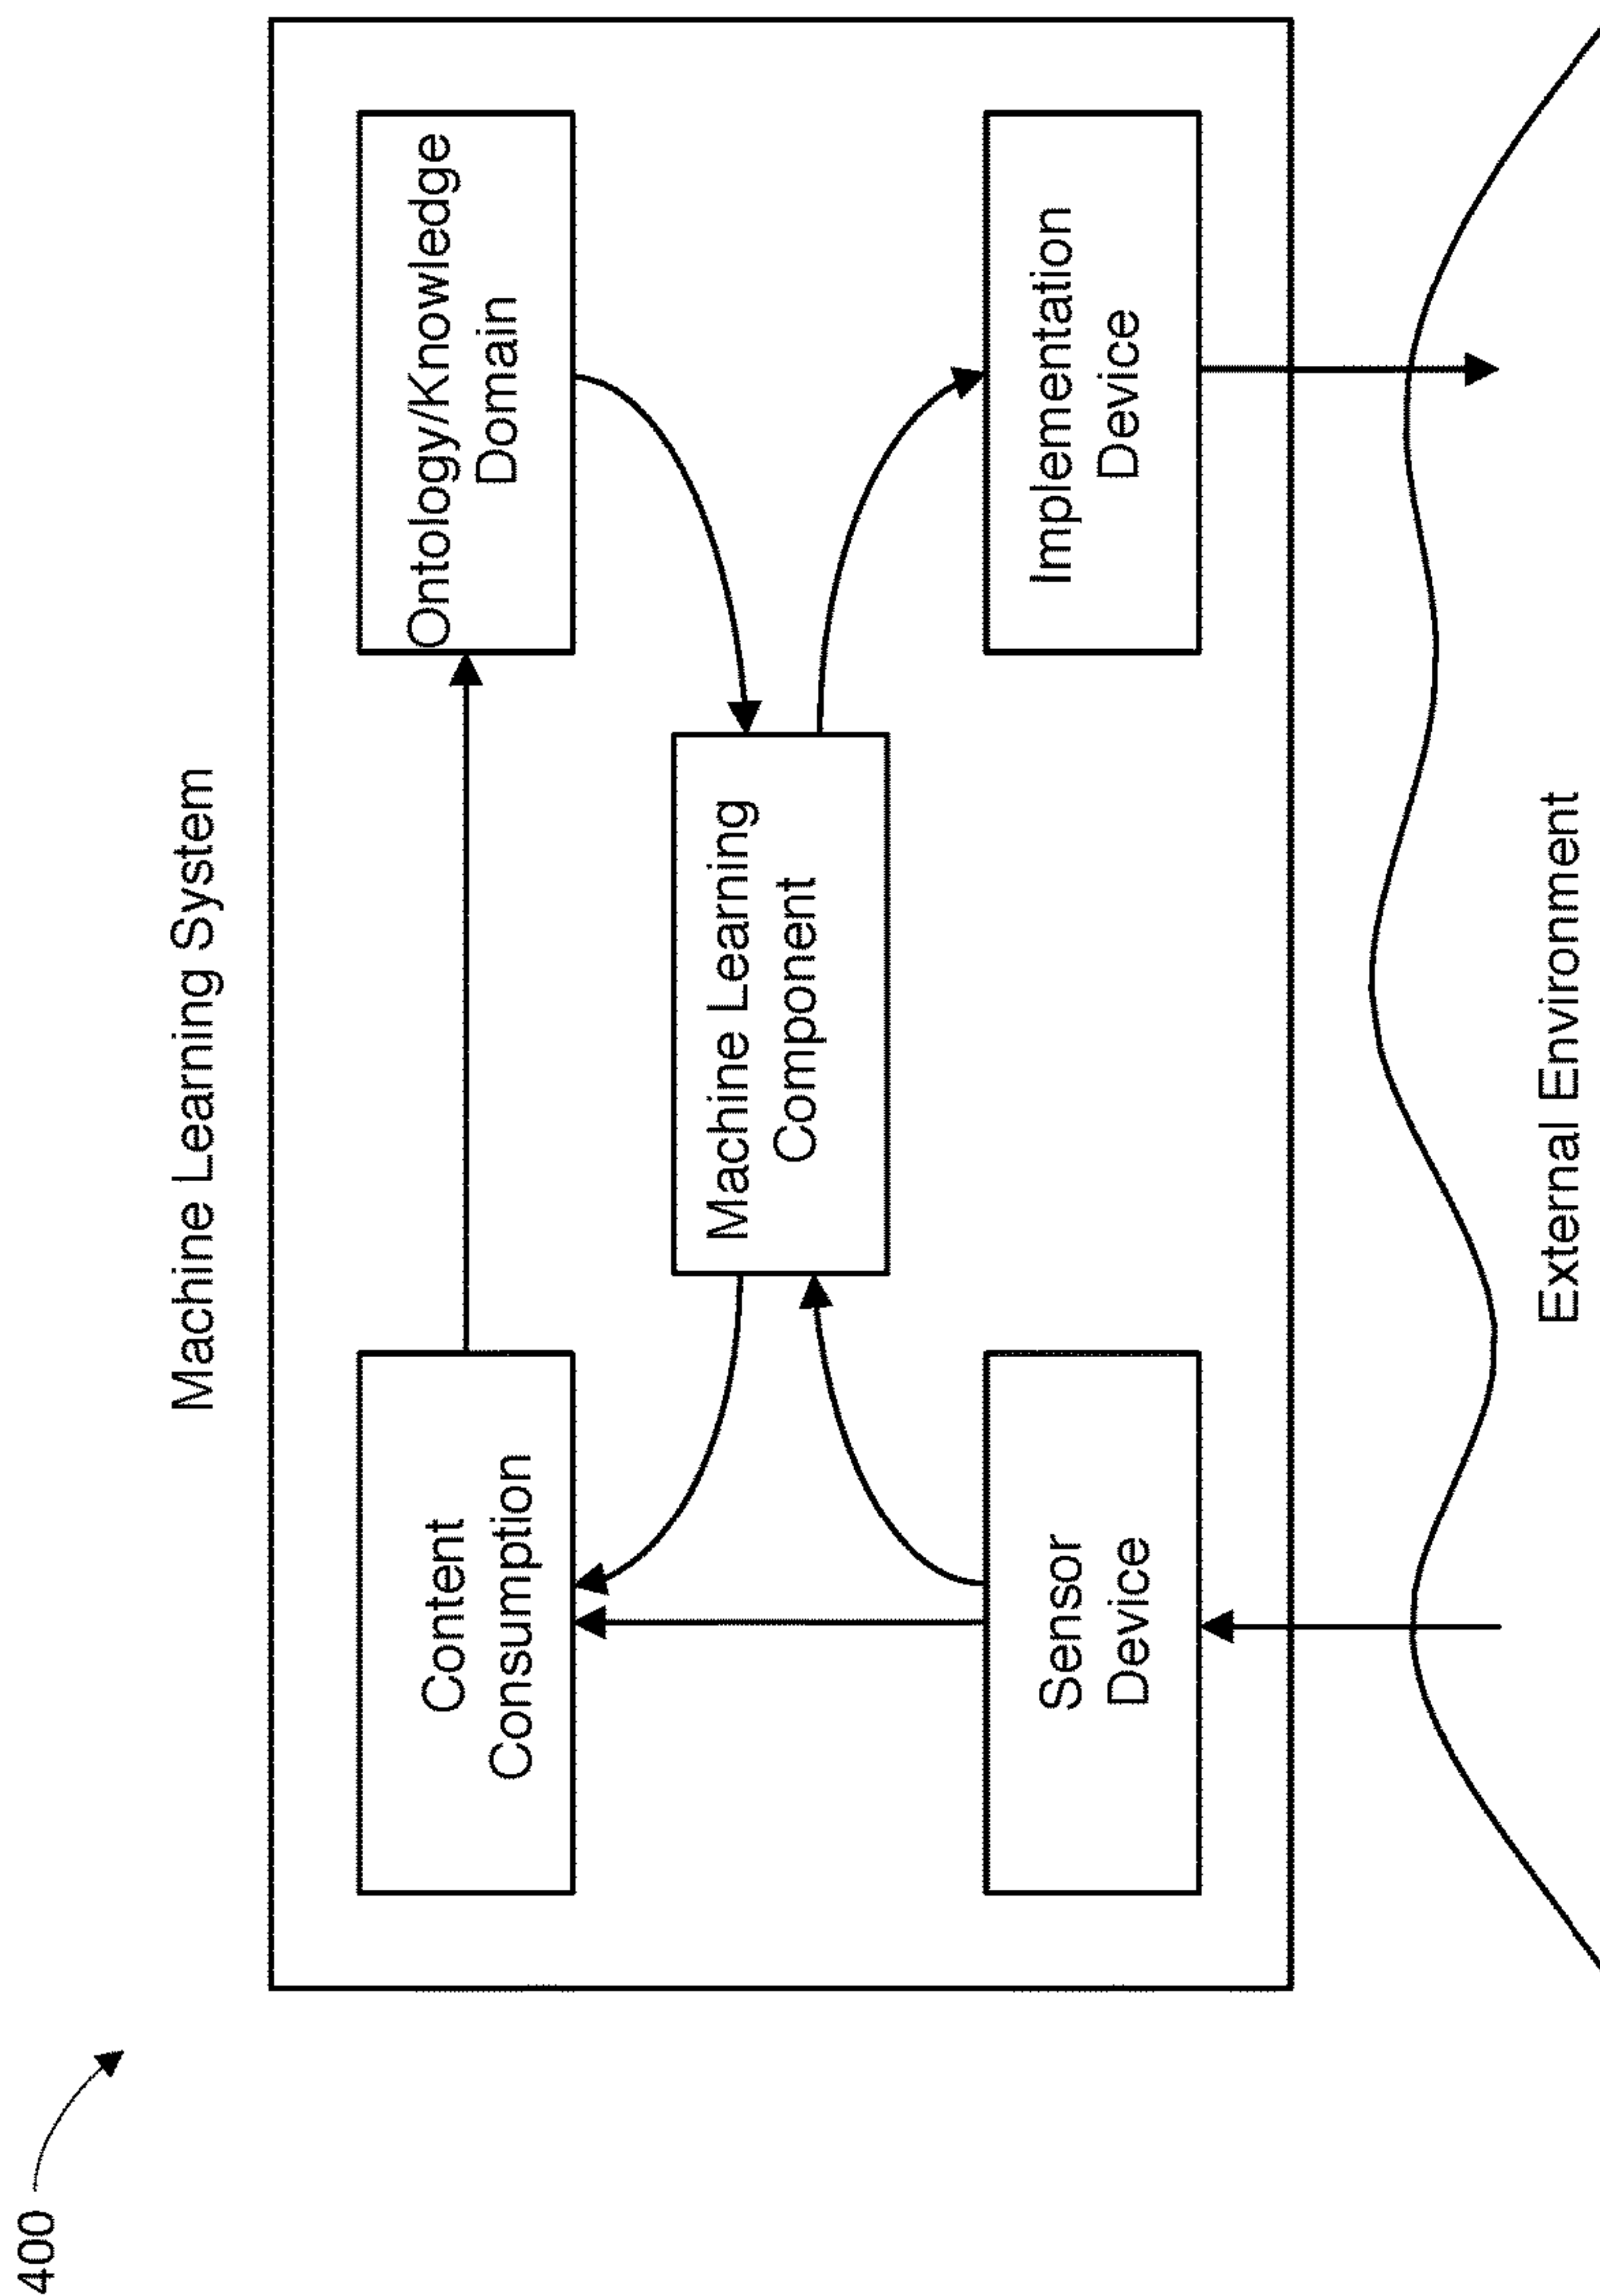 400
Machine Learning System
Content
Consumption
Ontology/Knowledge
Domain
Machine Learning
Component
Sensor
Device
Implementation
Device
External Environment